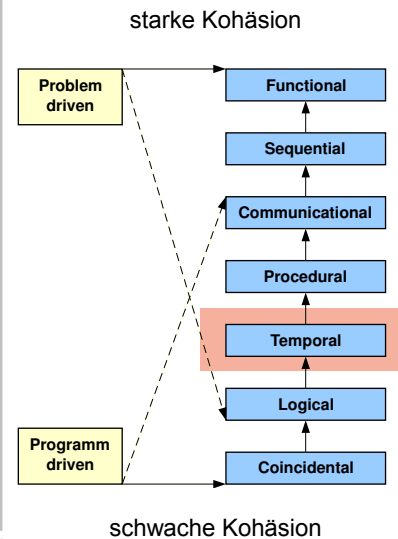 starke Kohäsion
Problem
driven
Functional
Sequential
Communicational
Procedural
Temporal
Logical
Programm
driven
Coincidental
schwache Kohäsion